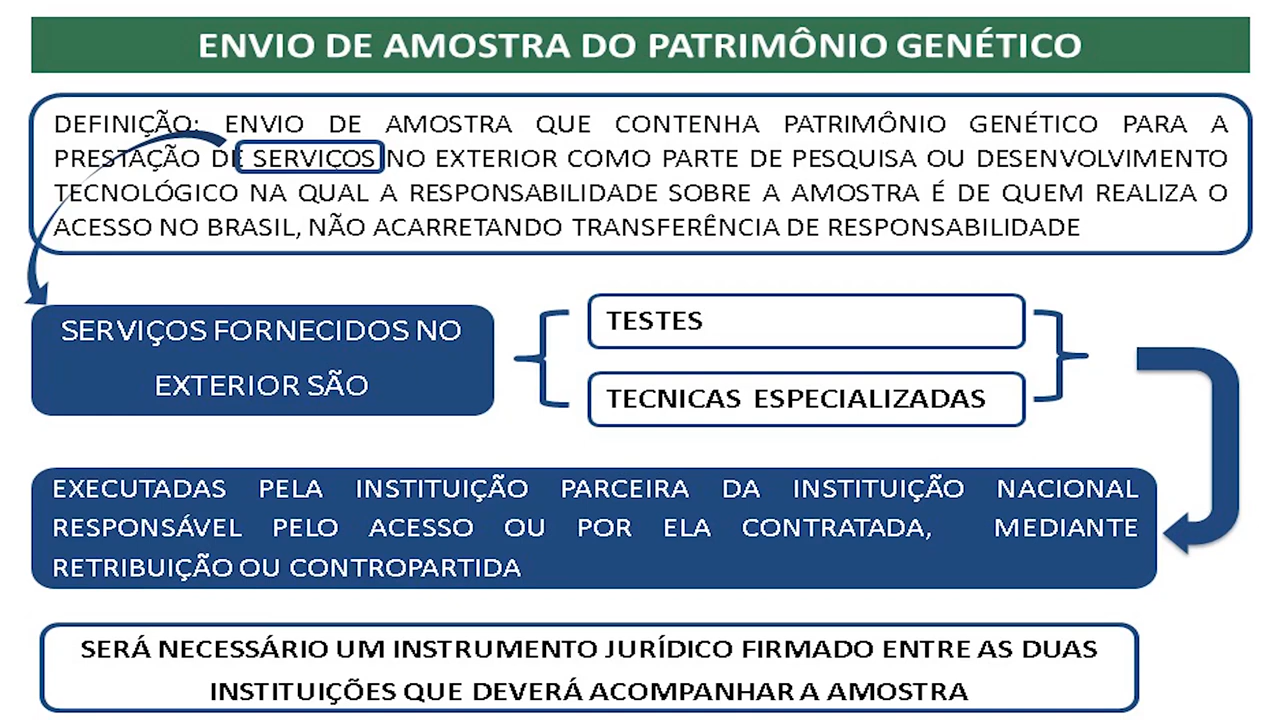 ENVIO DE AMOSTRA DO PATRIMÔNIO GENÉTICO
DEFINIÇÃO: ENVIO DE AMOSTRA QUE CONTENHA PATRIMÔNIO GENÉTICO PARA A
PRESTAÇÃO DE SERVIÇOS NO EXTERIOR COMO PARTE DE PESQUISA OU DESENVOLVIMENTO
TECNOLÓGICO NA QUAL A RESPONSABILIDADE SOBRE A AMOSTRA É DE QUEM REALIZA O
ACESSO NO BRASIL, NÃO ACARRETANDO TRANSFERÊNCIA DE RESPONSABILIDADE
SERVIÇOS FORNECIDOS NO
EXTERIOR SÃO
TESTES
TECNICAS ESPECIALIZADAS
EXECUTADAS PELA INSTITUIÇÃO PARCEIRA DA INSTITUIÇÃO NACIONAL
RESPONSÁVEL PELO ACESSO OU POR ELA CONTRATADA, MEDIANTE
RETRIBUIÇÃO OU CONTROPARTIDA
SERÁ NECESSÁRIO UM INSTRUMENTO JURÍDICO FIRMADO ENTRE AS DUAS
INSTITUIÇÕES QUE DEVERÁ ACOMPANHAR A AMOSTRA